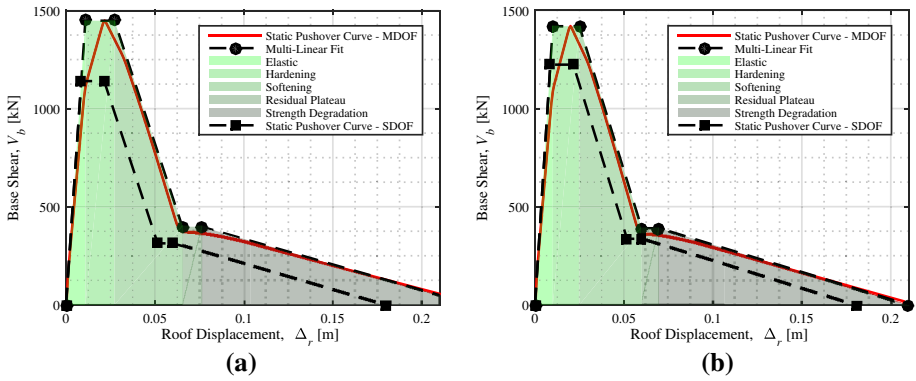 1500
1000
500
0
Base Shear, V_b [kN]
Static Pushover Curve - MDOF
Multi-Linear Fit
Elastic
Hardening
Softening
Residual Plateau
Strength Degradation
Static Pushover Curve - SDOF
0 0.05 0.1 0.15 0.2
Roof Displacement, Δ_r [m]
(a)
1500
1000
500
0
Base Shear, V_b [kN]
Static Pushover Curve - MDOF
Multi-Linear Fit
Elastic
Hardening
Softening
Residual Plateau
Strength Degradation
Static Pushover Curve - SDOF
0 0.05 0.1 0.15 0.2
Roof Displacement, Δ_r [m]
(b)